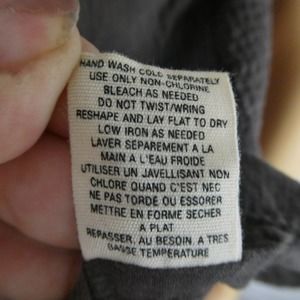 HAND WASH COLD SEPARATELY
USE ONLY NON-CHLORINE
BLEACH AS NEEDED
DO NOT TWIST/WRING
RESHAPE AND LAY FLAT TO DRY
LOW IRON AS NEEDED
LAVER SEPAREMENT A LA
MAIN A L'EAU FROIDE
UTILISER UN JAVELLISANT NON
CHLORE QUAND C'EST NEC
NE PAS TORDE OU ESSORER
METTRE EN FORME SECHER
A PLAT
REPASSER, AU BESOIN, A TRES
BASSE TEMPERATURE